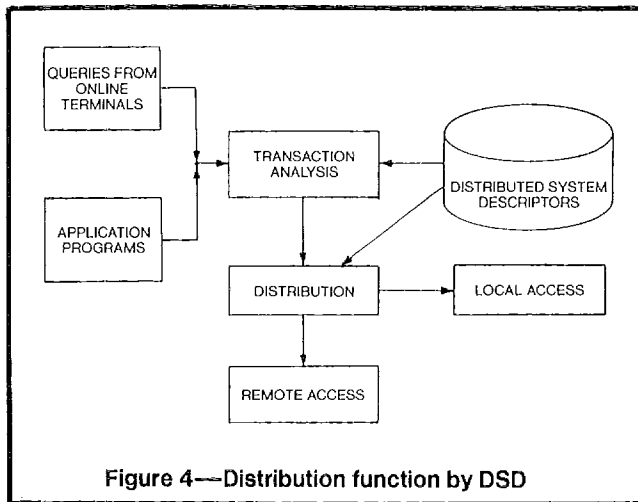 QUERIES FROM
ONLINE
TERMINALS
TRANSACTION
ANALYSIS
DISTRIBUTED SYSTEM
DESCRIPTORS
APPLICATION
PROGRAMS
DISTRIBUTION
LOCAL ACCESS
REMOTE ACCESS
Figure 4—Distribution function by DSD